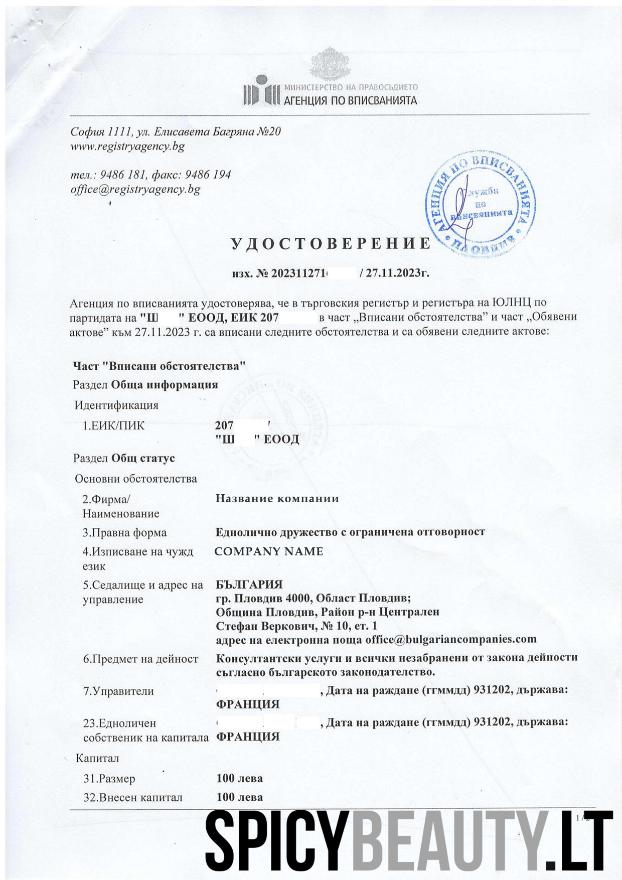 МИНИСТЕРСТВО НА ПРАВОСЪДИЕТО
АГЕНЦИЯ ПО ВПИСВАНИЯТА
София 1111, ул. Елисавета Багряна №20
www.registryagency.bg
тел.: 9486 181, факс: 9486 194
office@registryagency.bg
АГЕНЦИЯ ПО ВПИСВАНИЯТА
Служба
по
вписванията
ПЛОВДИВ
УДОСТОВЕРЕНИЕ
изх. № 202311271 / 27.11.2023г.
Агенция по вписванията удостоверява, че в търговския регистър и регистъра на ЮЛНЦ по
партидата на "Ш " ЕООД, ЕИК 207 в част „Вписани обстоятелства" и част „Обявени
актове" към 27.11.2023 г. са вписани следните обстоятелства и са обявени следните актове:
Част "Вписани обстоятелства"
Раздел Обща информация
Идентификация
1.ЕИК/ПИК 207
"Ш " ЕООД
Раздел Общ статус
Основни обстоятелства
2.Фирма/ Название компании
Наименование
3.Правна форма Еднолично дружество с ограничена отговорност
4.Изписване на чужд COMPANY NAME
език
5.Седалище и адрес на БЪЛГАРИЯ
управление гр. Пловдив 4000, Област Пловдив;
Община Пловдив, Район р-н Централен
Стефан Веркович, № 10, ет. 1
адрес на електронна поща office@bulgariancompanies.com
6.Предмет на дейност Консултантски услуги и всички незабранени от закона дейности
съгласно българското законодателство.
7.Управители , Дата на раждане (ггммдд) 931202, държава:
ФРАНЦИЯ
23.Едноличен , Дата на раждане (ггммдд) 931202, държава:
собственик на капитала ФРАНЦИЯ
Капитал
31.Размер 100 лева
32.Внесен капитал 100 лева
SPICYBEAUTY.LT